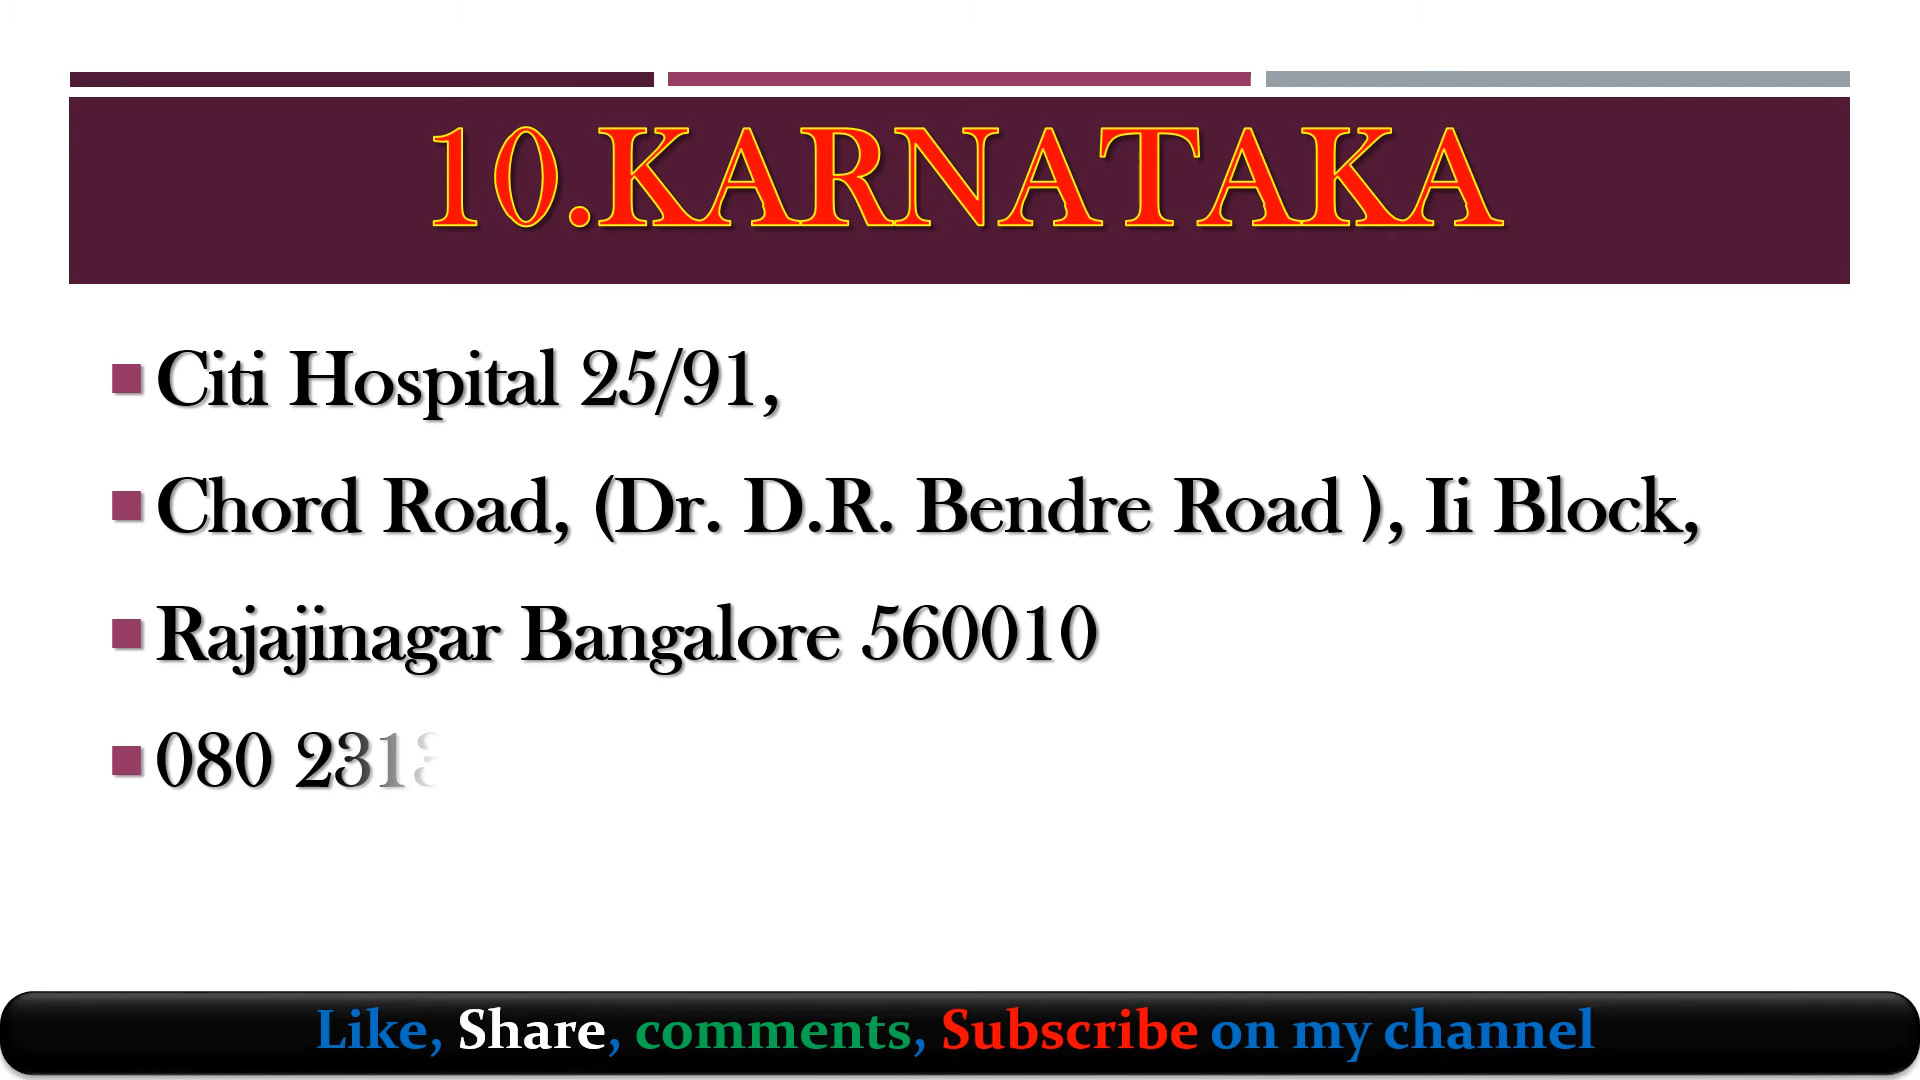 10.KARNATAKA
Citi Hospital 25/91,
Chord Road, (Dr. D.R. Bendre Road ), Ii Block,
Rajajinagar Bangalore 560010
080 231
Like, Share, comments, Subscribe on my channel